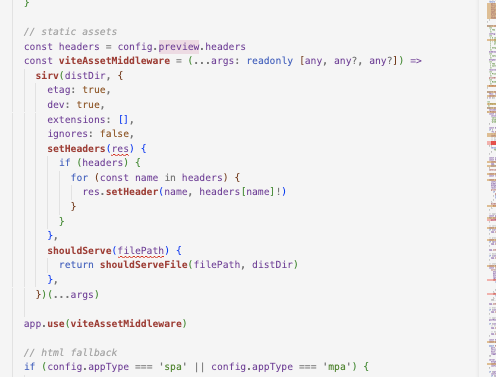 }
// static assets
const headers = config.preview.headers
const viteAssetMiddleware = (...args: readonly [any, any?, any?]) =>
sirv(distDir, {
etag: true,
dev: true,
extensions: [],
ignores: false,
setHeaders(res) {
if (headers) {
for (const name in headers) {
res.setHeader(name, headers[name]!)
}
}
},
shouldServe(filePath) {
return shouldServeFile(filePath, distDir)
},
})(...args)
app.use(viteAssetMiddleware)
// html fallback
if (config.appType === 'spa' || config.appType === 'mpa') {